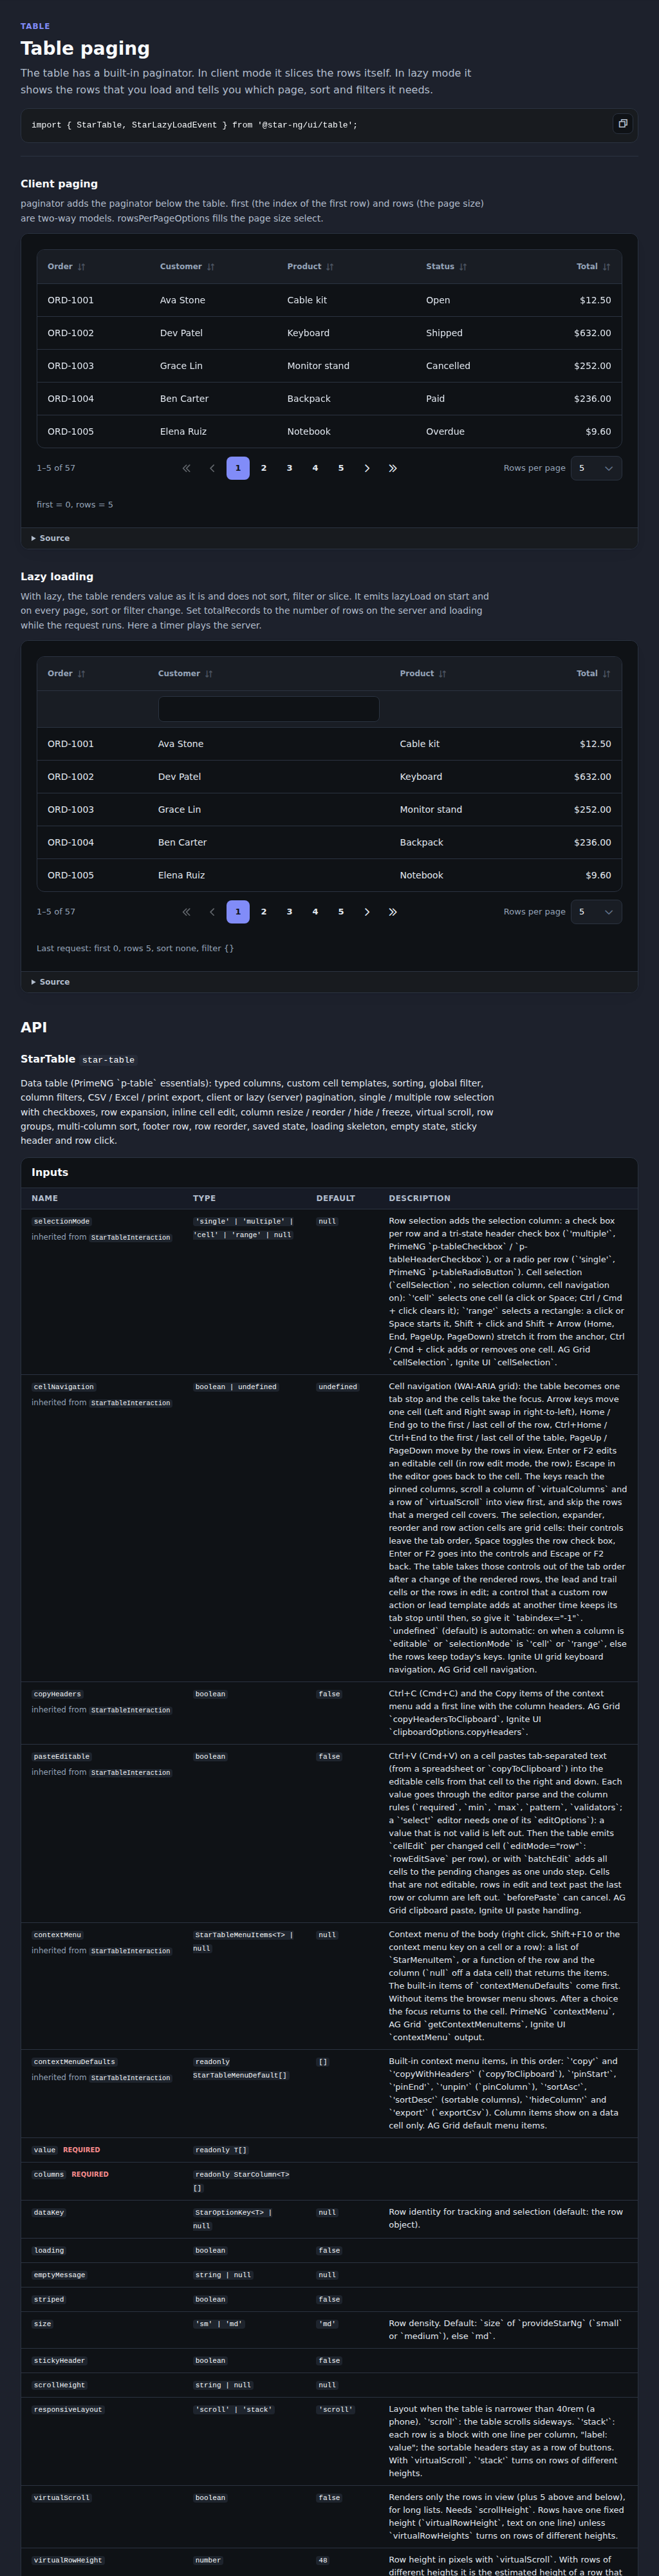 TABLE
Table paging
The table has a built-in paginator. In client mode it slices the rows itself. In lazy mode it
shows the rows that you load and tells you which page, sort and filters it needs.
import { StarTable, StarLazyLoadEvent } from '@star-ng/ui/table';
Client paging
paginator adds the paginator below the table. first (the index of the first row) and rows (the page size)
are two-way models. rowsPerPageOptions fills the page size select.
Order Customer Product Status Total
ORD-1001 Ava Stone Cable kit Open $12.50
ORD-1002 Dev Patel Keyboard Shipped $632.00
ORD-1003 Grace Lin Monitor stand Cancelled $252.00
ORD-1004 Ben Carter Backpack Paid $236.00
ORD-1005 Elena Ruiz Notebook Overdue $9.60
1–5 of 57 1 2 3 4 5 Rows per page 5
first = 0, rows = 5
Source
Lazy loading
With lazy, the table renders value as it is and does not sort, filter or slice. It emits lazyLoad on start and
on every page, sort or filter change. Set totalRecords to the number of rows on the server and loading
while the request runs. Here a timer plays the server.
Order Customer Product Total
ORD-1001 Ava Stone Cable kit $12.50
ORD-1002 Dev Patel Keyboard $632.00
ORD-1003 Grace Lin Monitor stand $252.00
ORD-1004 Ben Carter Backpack $236.00
ORD-1005 Elena Ruiz Notebook $9.60
1–5 of 57 1 2 3 4 5 Rows per page 5
Last request: first 0, rows 5, sort none, filter {}
Source
API
StarTable star-table
Data table (PrimeNG `p-table` essentials): typed columns, custom cell templates, sorting, global filter,
column filters, CSV / Excel / print export, client or lazy (server) pagination, single / multiple row selection
with checkboxes, row expansion, inline cell edit, column resize / reorder / hide / freeze, virtual scroll, row
groups, multi-column sort, footer row, row reorder, saved state, loading skeleton, empty state, sticky
header and row click.
Inputs
NAME TYPE DEFAULT DESCRIPTION
selectionMode 'single' | 'multiple' | null Row selection adds the selection column: a check box
inherited from StarTableInteraction 'cell' | 'range' | null per row and a tri-state header check box (`'multiple'`,
PrimeNG `p-tableCheckbox` / `p-
tableHeaderCheckbox`), or a radio per row (`'single'`,
PrimeNG `p-tableRadioButton`). Cell selection
(`cellSelection`, no selection column, cell navigation
on): `'cell'` selects one cell (a click or Space; Ctrl / Cmd
+ click clears it); `'range'` selects a rectangle: a click or
Space starts it, Shift + click and Shift + Arrow (Home,
End, PageUp, PageDown) stretch it from the anchor, Ctrl
/ Cmd + click adds or removes one cell. AG Grid
`cellSelection`, Ignite UI `cellSelection`.
cellNavigation boolean | undefined undefined Cell navigation (WAI-ARIA grid): the table becomes one
inherited from StarTableInteraction tab stop and the cells take the focus. Arrow keys move
one cell (Left and Right swap in right-to-left), Home /
End go to the first / last cell of the row, Ctrl+Home /
Ctrl+End to the first / last cell of the table, PageUp /
PageDown move by the rows in view. Enter or F2 edits
an editable cell (in row edit mode, the row); Escape in
the editor goes back to the cell. The keys reach the
pinned columns, scroll a column of `virtualColumns` and
a row of `virtualScroll` into view first, and skip the rows
that a merged cell covers. The selection, expander,
reorder and row action cells are grid cells: their controls
leave the tab order, Space toggles the row check box,
Enter or F2 goes into the controls and Escape or F2
back. The table takes those controls out of the tab order
after a change of the rendered rows, the lead and trail
cells or the rows in edit; a control that a custom row
action or lead template adds at another time keeps its
tab stop until then, so give it `tabindex="-1"`.
`undefined` (default) is automatic: on when a column is
`editable` or `selectionMode` is `'cell'` or `'range'`, else
the rows keep today's keys. Ignite UI grid keyboard
navigation, AG Grid cell navigation.
copyHeaders boolean false Ctrl+C (Cmd+C) and the Copy items of the context
inherited from StarTableInteraction menu add a first line with the column headers. AG Grid
`copyHeadersToClipboard`, Ignite UI
`clipboardOptions.copyHeaders`.
pasteEditable boolean false Ctrl+V (Cmd+V) on a cell pastes tab-separated text
inherited from StarTableInteraction (from a spreadsheet or `copyToClipboard`) into the
editable cells from that cell to the right and down. Each
value goes through the editor parse and the column
rules (`required`, `min`, `max`, `pattern`, `validators`;
a `'select'` editor needs one of its `editOptions`): a
value that is not valid is left out. Then the table emits
`cellEdit` per changed cell (`editMode="row"`:
`rowEditSave` per row), or with `batchEdit` adds all
cells to the pending changes as one undo step. Cells
that are not editable, rows in edit and text past the last
row or column are left out. `beforePaste` can cancel. AG
Grid clipboard paste, Ignite UI paste handling.
contextMenu StarTableMenuItems<T> | null Context menu of the body (right click, Shift+F10 or the
inherited from StarTableInteraction null context menu key on a cell or a row): a list of
`StarMenuItem`, or a function of the row and the
column (`null` off a data cell) that returns the items.
The built-in items of `contextMenuDefaults` come first.
Without items the browser menu shows. After a choice
the focus returns to the cell. PrimeNG `contextMenu`,
AG Grid `getContextMenuItems`, Ignite UI
`contextMenu` output.
contextMenuDefaults readonly [] Built-in context menu items, in this order: `'copy'` and
inherited from StarTableInteraction StarTableMenuDefault[] `'copyWithHeaders'` (`copyToClipboard`), `'pinStart'`,
`'pinEnd'`, `'unpin'` (`pinColumn`), `'sortAsc'`,
`'sortDesc'` (sortable columns), `'hideColumn'` and
`'export'` (`exportCsv`). Column items show on a data
cell only. AG Grid default menu items.
value REQUIRED readonly T[]
columns REQUIRED readonly StarColumn<T>
[]
dataKey StarOptionKey<T> | null Row identity for tracking and selection (default: the row
null object).
loading boolean false
emptyMessage string | null null
striped boolean false
size 'sm' | 'md' 'md' Row density. Default: `size` of `provideStarNg` (`small`
or `medium`), else `md`.
stickyHeader boolean false
scrollHeight string | null null
responsiveLayout 'scroll' | 'stack' 'scroll' Layout when the table is narrower than 40rem (a
phone). `'scroll'`: the table scrolls sideways. `'stack'`:
each row is a block with one line per column, "label:
value"; the sortable headers stay as a row of buttons.
With `virtualScroll`, `'stack'` turns on rows of different
heights.
virtualScroll boolean false Renders only the rows in view (plus 5 above and below),
for long lists. Needs `scrollHeight`. Rows have one fixed
height (`virtualRowHeight`, text on one line) unless
`virtualRowHeights` turns on rows of different heights.
virtualRowHeight number 48 Row height in pixels with `virtualScroll`. With rows of
different heights it is the estimated height of a row that